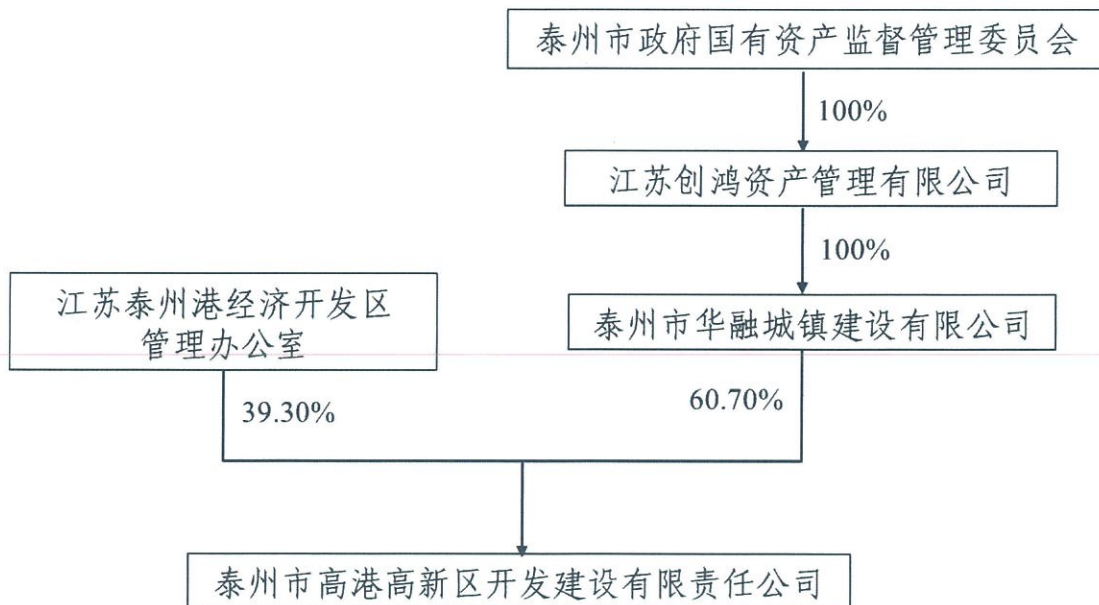 泰州市政府国有资产监督管理委员会
100%
江苏创鸿资产管理有限公司
100%
江苏泰州港经济开发区
管理办公室
泰州市华融城镇建设有限公司
39.30%
60.70%
泰州市高港高新区开发建设有限责任公司